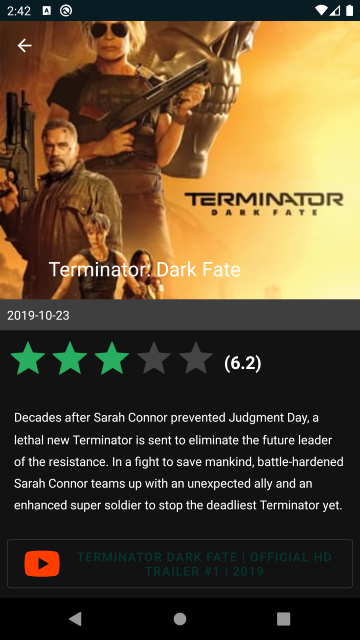 2:42
TERMINATOR
DARK FATE
Terminator: Dark Fate
2019-10-23
(6.2)
Decades after Sarah Connor prevented Judgment Day, a
lethal new Terminator is sent to eliminate the future leader
of the resistance. In a fight to save mankind, battle-hardened
Sarah Connor teams up with an unexpected ally and an
enhanced super soldier to stop the deadliest Terminator yet.
TERMINATOR DARK FATE | OFFICIAL HD
TRAILER #1 | 2019